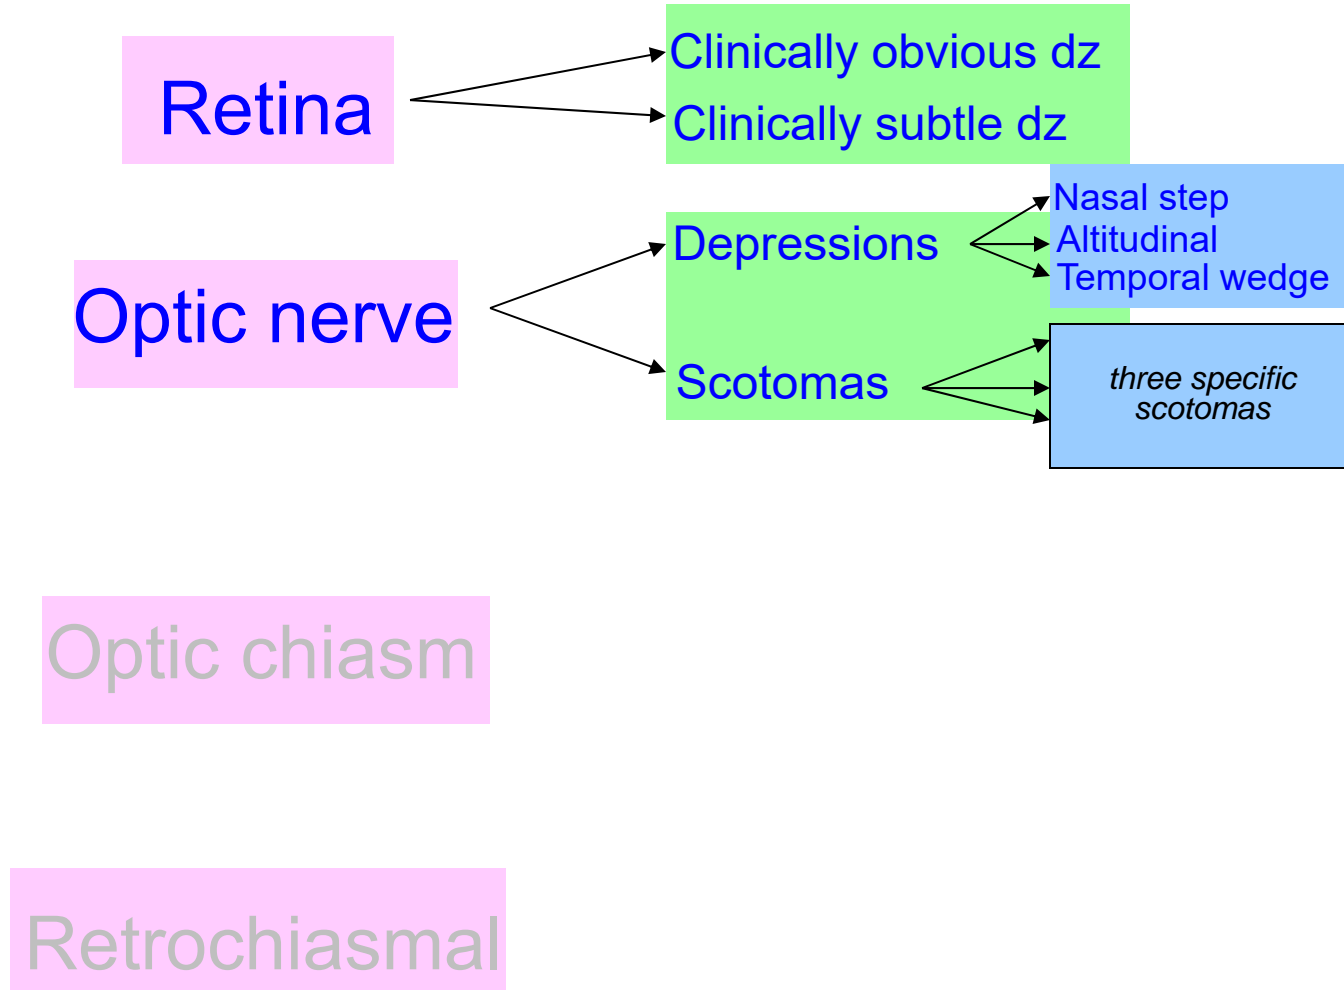 Retina
Clinically obvious dz
Clinically subtle dz
Optic nerve
Depressions
Nasal step
Altitudinal
Temporal wedge
Scotomas
three specific
scotomas
Optic chiasm
Retrochiasmal